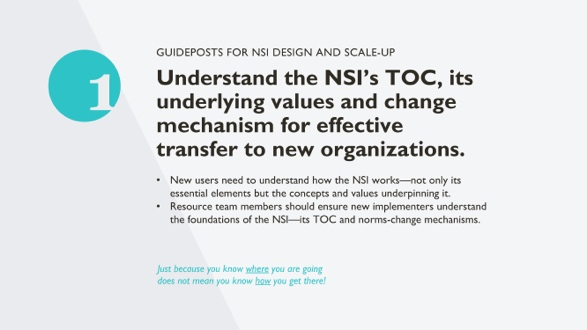 GUIDEPOSTS FOR NSI DESIGN AND SCALE-UP
1
Understand the NSI’s TOC, its
underlying values and change
mechanism for effective
transfer to new organizations.
• New users need to understand how the NSI works—not only its
essential elements but the concepts and values underpinning it.
• Resource team members should ensure new implementers understand
the foundations of the NSI—its TOC and norms-change mechanisms.
Just because you know where you are going
does not mean you know how you get there!